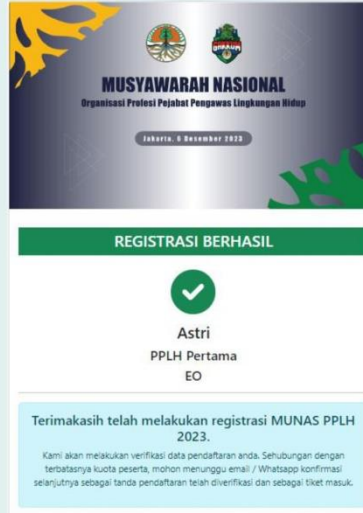 GAKKUM
MUSYAWARAH NASIONAL
Organisasi Profesi Pejabat Pengawas Lingkungan Hidup
Jakarta, 6 Desember 2023
REGISTRASI BERHASIL
Astri
PPLH Pertama
EO
Terimakasih telah melakukan registrasi MUNAS PPLH
2023.
Kami akan melakukan verifikasi data pendaftaran anda. Sehubungan dengan
terbatasnya kuota peserta, mohon menunggu email / Whatsapp konfirmasi
selanjutnya sebagai tanda pendaftaran telah diverifikasi dan sebagai tiket masuk.